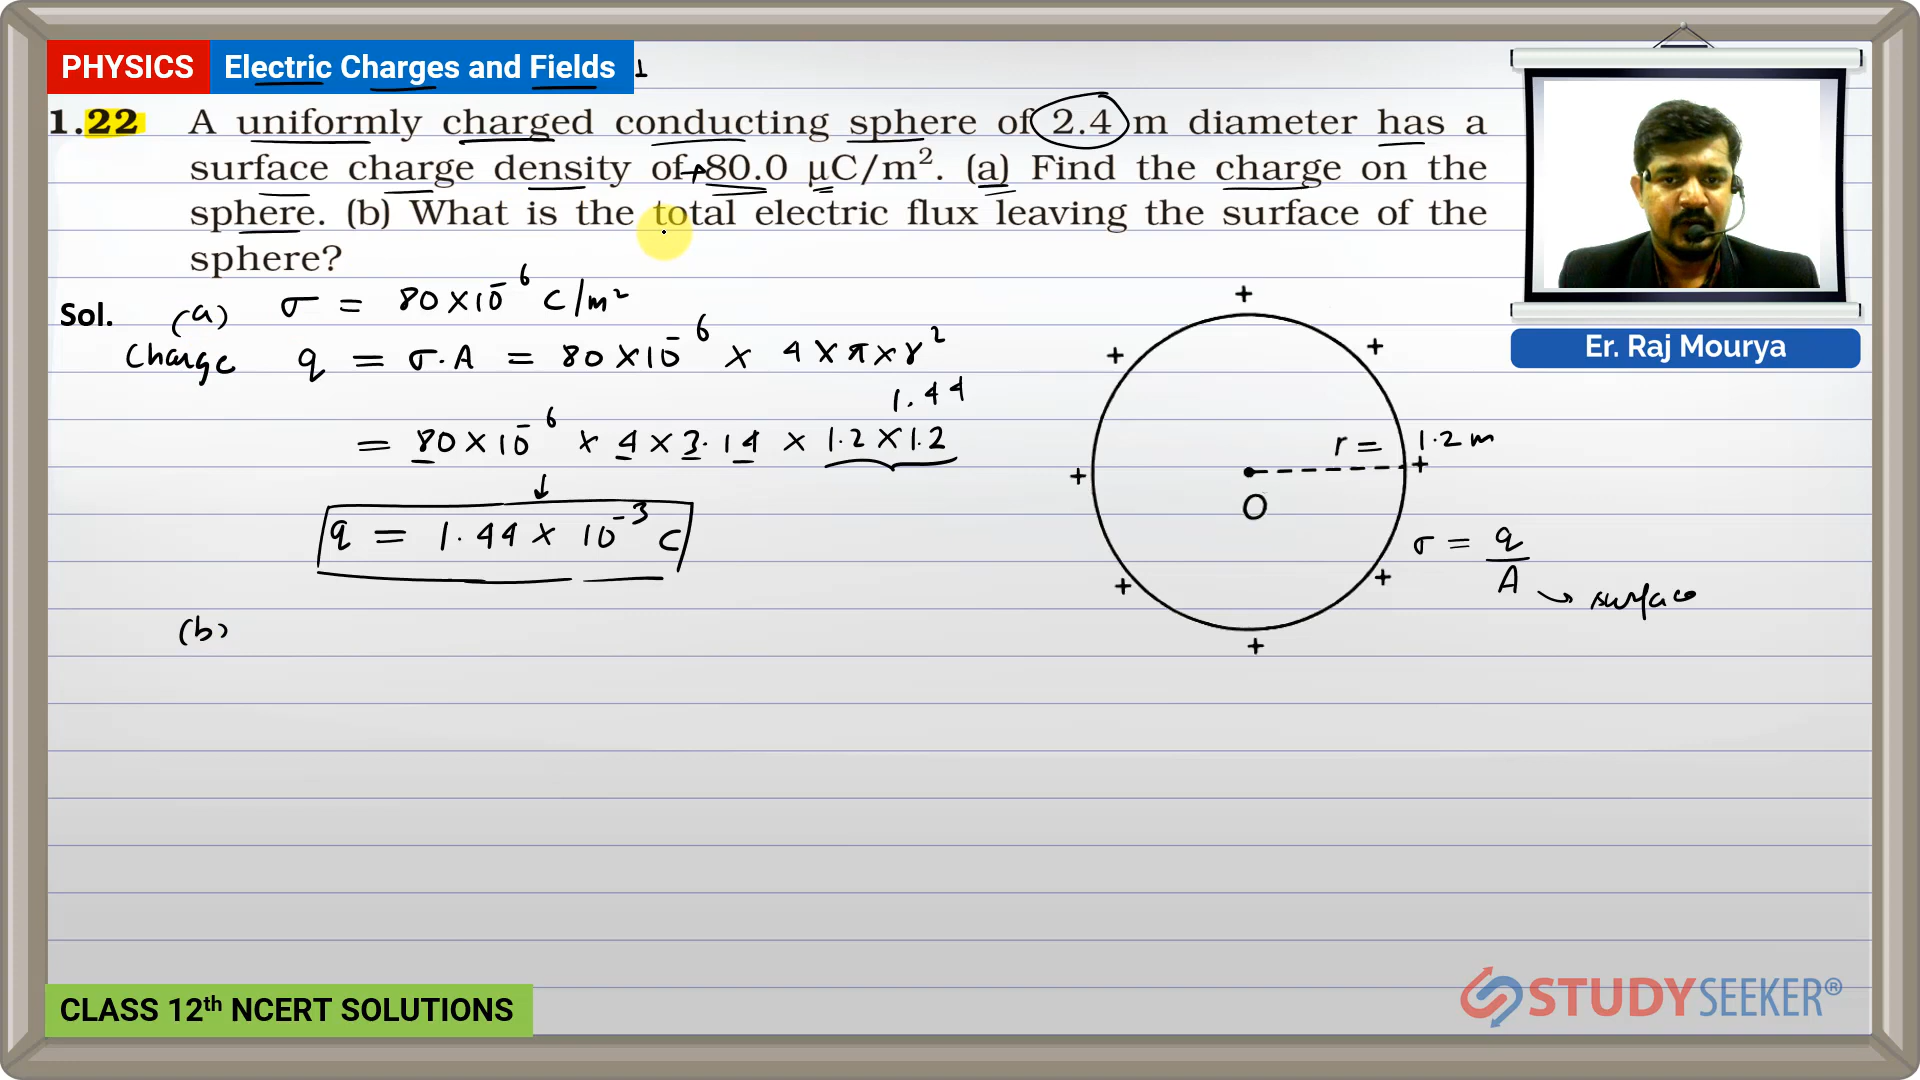 PHYSICS Electric Charges and Fields 1
1.22 A uniformly charged conducting sphere of 2.4 m diameter has a
surface charge density of +80.0 μC/m². (a) Find the charge on the
sphere. (b) What is the total electric flux leaving the surface of the
sphere?
Sol. (a) σ = 80×10⁻⁶ C/m²
Charge q = σ.A = 80×10⁻⁶ × 4×π×r²
1.44
= 80×10⁻⁶ × 4×3.14 × 1.2×1.2
q = 1.44 × 10⁻³ C
(b)
+ + + + + + + +
r = 1.2 m
O
σ = q/A → surface
Er. Raj Mourya
CLASS 12th NCERT SOLUTIONS
STUDYSEEKER®